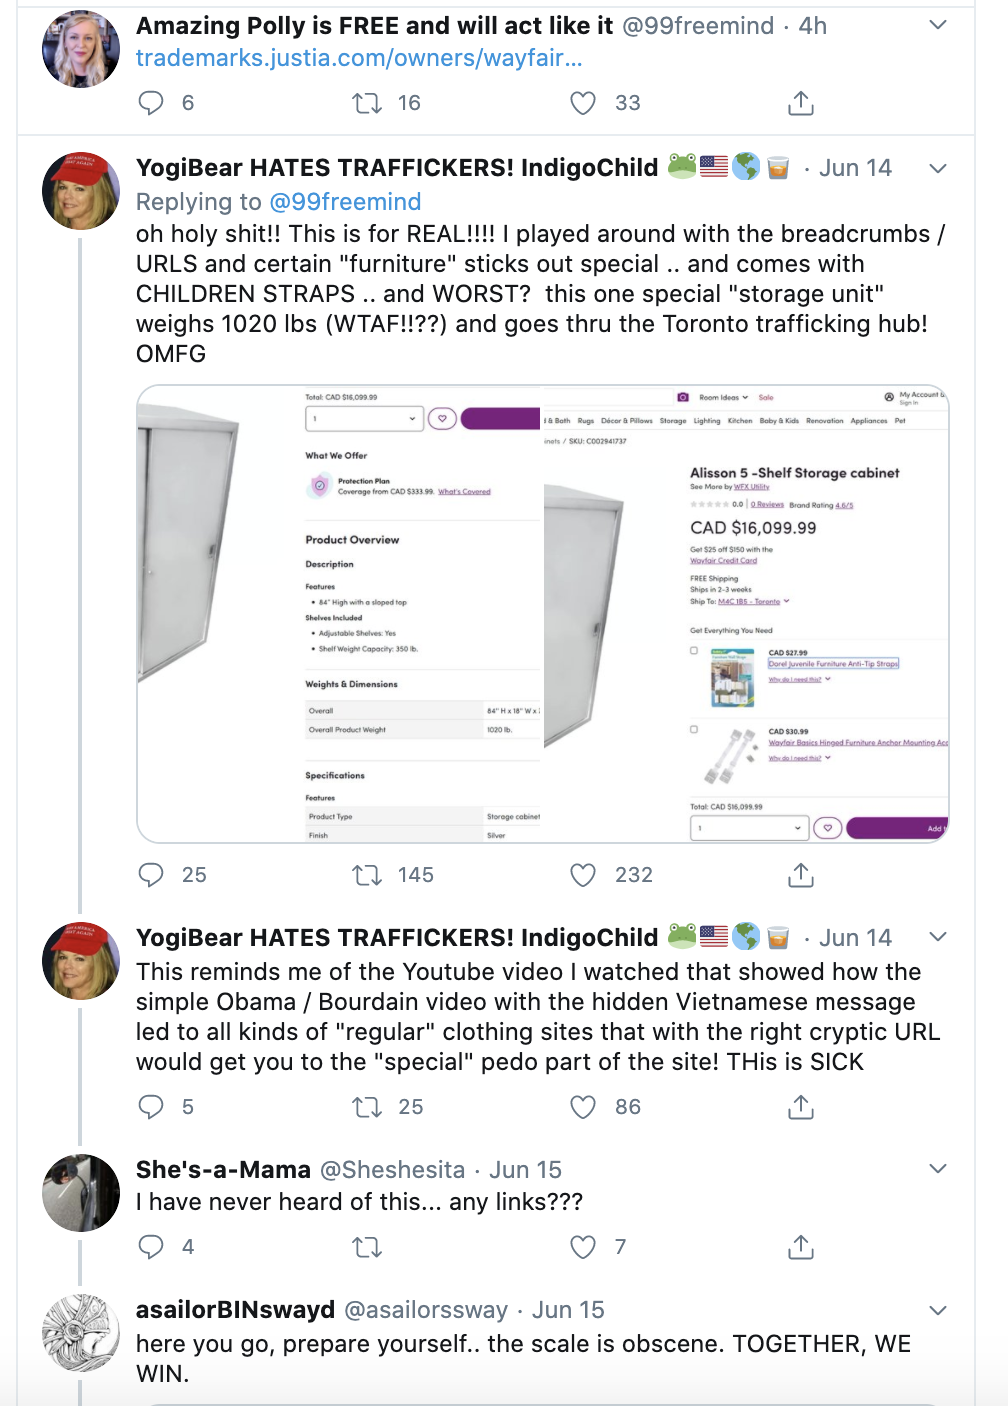 Amazing Polly is FREE and will act like it @99freemind · 4h
trademarks.justia.com/owners/wayfair...
6 16 33
YogiBear HATES TRAFFICKERS! IndigoChild 🐸🇺🇸🌎🥃 · Jun 14
Replying to @99freemind
oh holy shit!! This is for REAL!!!! I played around with the breadcrumbs /
URLS and certain "furniture" sticks out special .. and comes with
CHILDREN STRAPS .. and WORST?  this one special "storage unit"
weighs 1020 lbs (WTAF!!??) and goes thru the Toronto trafficking hub!
OMFG
Total: CAD $16,099.99
1
What We Offer
Protection Plan
Coverage from CAD $333.99. What's Covered
Product Overview
Description
Features
• 84" High with a sloped top
Shelves Included
• Adjustable Shelves: Yes
• Shelf Weight Capacity: 350 lb.
Weights & Dimensions
Overall 84" H x 18" W x
Overall Product Weight 1020 lb.
Specifications
Features
Product Type Storage cabinet
Finish Silver
Room Ideas Sale My Account &
Sign In
& Bath Rugs Décor & Pillows Storage Lighting Kitchen Baby & Kids Renovation Appliances Pet
inets / SKU: C002941737
Alisson 5 -Shelf Storage cabinet
See More by WFX Utility
0.0 0 Reviews Brand Rating 4.6/5
CAD $16,099.99
Get $25 off $150 with the
Wayfair Credit Card
FREE Shipping
Ships in 2-3 weeks
Ship To: M4C 1B5 - Toronto
Get Everything You Need
CAD $27.99
Dorel Juvenile Furniture Anti-Tip Straps
Why do I need this?
CAD $30.99
Wayfair Basics Hinged Furniture Anchor Mounting Acc
Why do I need this?
Total: CAD $16,099.99
1 Add t
25 145 232
YogiBear HATES TRAFFICKERS! IndigoChild 🐸🇺🇸🌎🥃 · Jun 14
This reminds me of the Youtube video I watched that showed how the
simple Obama / Bourdain video with the hidden Vietnamese message
led to all kinds of "regular" clothing sites that with the right cryptic URL
would get you to the "special" pedo part of the site! THis is SICK
5 25 86
She's-a-Mama @Sheshesita · Jun 15
I have never heard of this... any links???
4 7
asailorBINswayd @asailorssway · Jun 15
here you go, prepare yourself.. the scale is obscene. TOGETHER, WE
WIN.